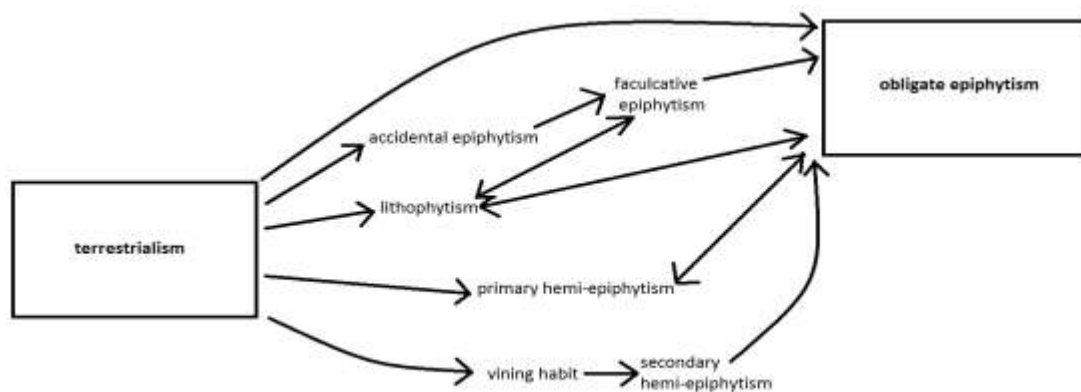 faculcative
epiphytism
obligate epiphytism
accidental epiphytism
lithophytism
terrestrialism
primary hemi-epiphytism
vining habit
secondary
hemi-epiphytism